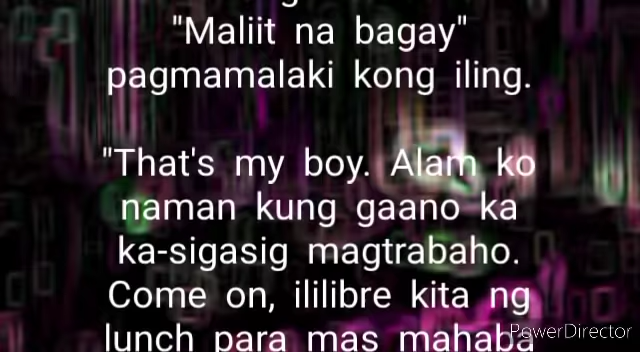 "Maliit na bagay"
pagmamalaki kong iling.
"That's my boy. Alam ko
naman kung gaano ka
ka-sigasig magtrabaho.
Come on, ililibre kita ng
lunch para mas mahaba
PowerDirector